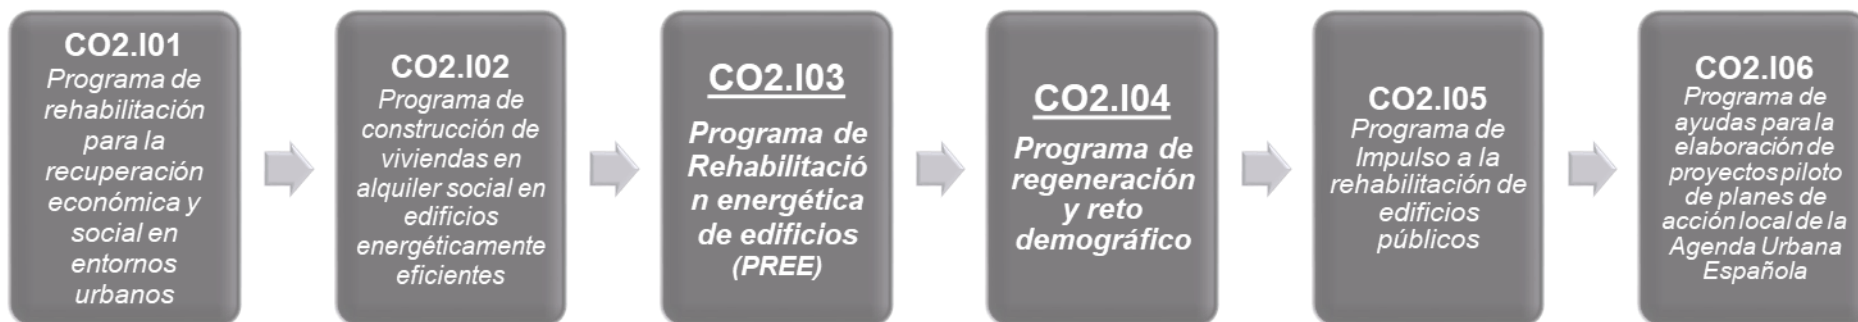 CO2.I01
Programa de
rehabilitación
para la
recuperación
económica y
social en
entornos
urbanos
CO2.I02
Programa de
construcción de
viviendas en
alquiler social en
edificios
energéticamente
eficientes
CO2.I03
Programa de
Rehabilitació
n energética
de edificios
(PREE)
CO2.I04
Programa de
regeneración
y reto
demográfico
CO2.I05
Programa de
Impulso a la
rehabilitación de
edificios
públicos
CO2.I06
Programa de
ayudas para la
elaboración de
proyectos piloto
de planes de
acción local de la
Agenda Urbana
Española